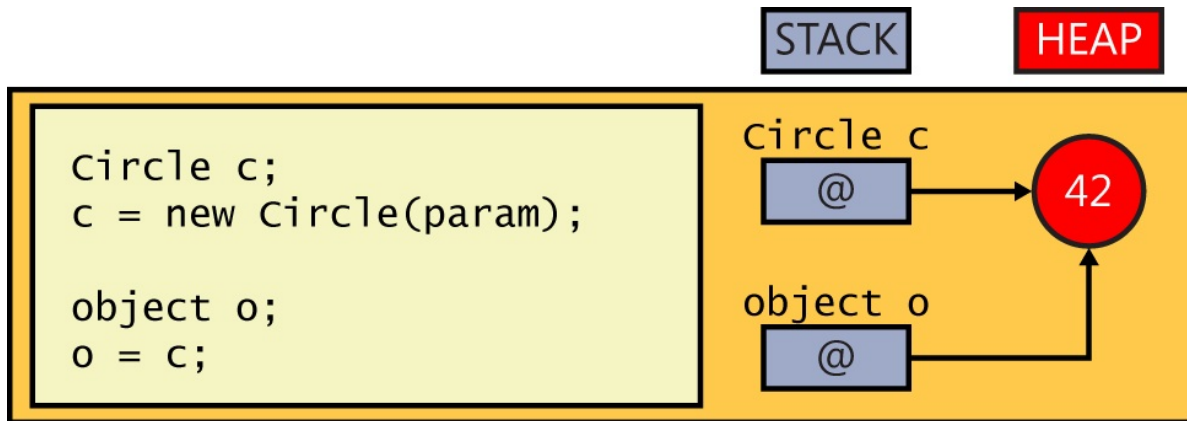 STACK HEAP
Circle c;
c = new Circle(param);
object o;
o = c;
Circle c
@
42
object o
@